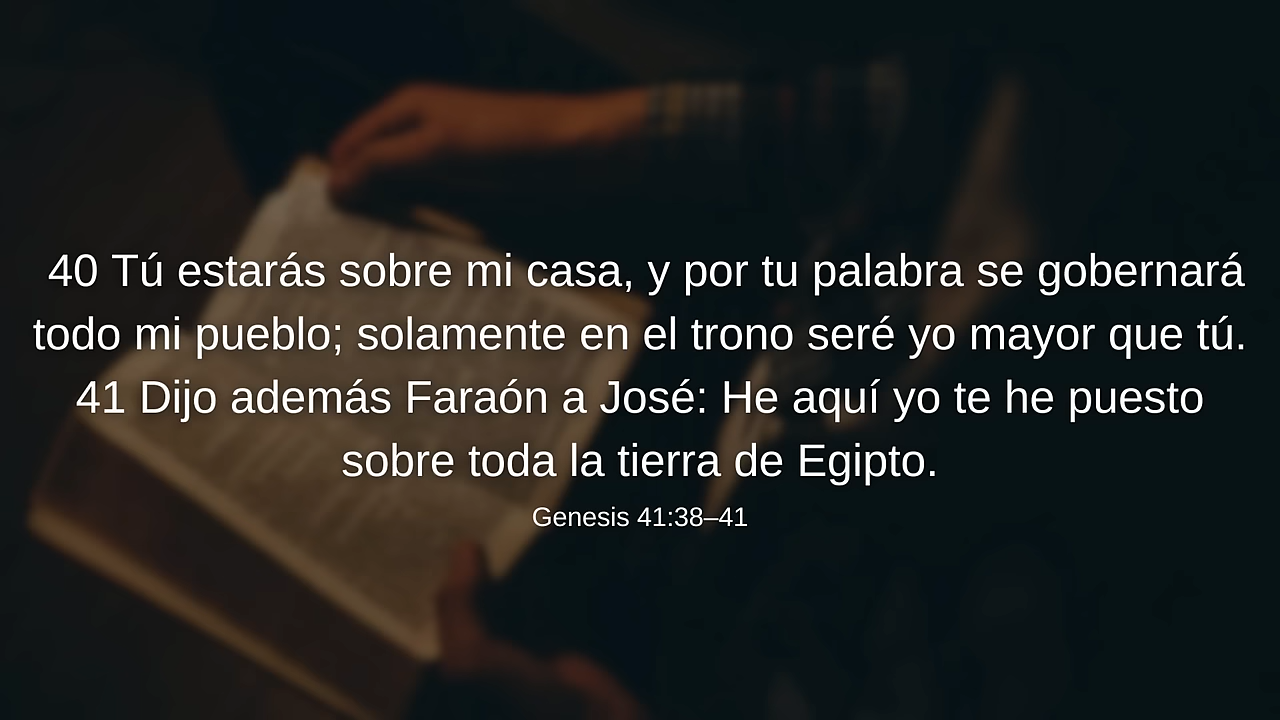 40 Tú estarás sobre mi casa, y por tu palabra se gobernará
todo mi pueblo; solamente en el trono seré yo mayor que tú.
41 Dijo además Faraón a José: He aquí yo te he puesto
sobre toda la tierra de Egipto.
Genesis 41:38–41